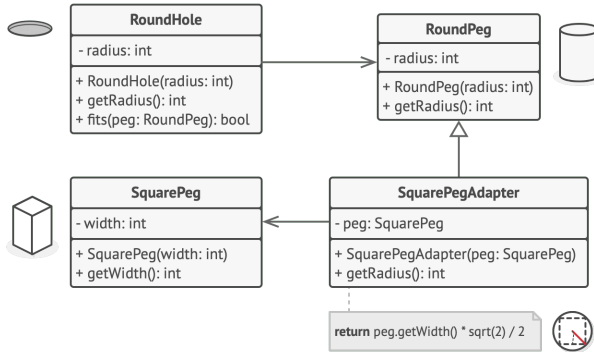 RoundHole
- radius: int
+ RoundHole(radius: int)
+ getRadius(): int
+ fits(peg: RoundPeg): bool
RoundPeg
- radius: int
+ RoundPeg(radius: int)
+ getRadius(): int
SquarePeg
- width: int
+ SquarePeg(width: int)
+ getWidth(): int
SquarePegAdapter
- peg: SquarePeg
+ SquarePegAdapter(peg: SquarePeg)
+ getRadius(): int
return peg.getWidth() * sqrt(2) / 2